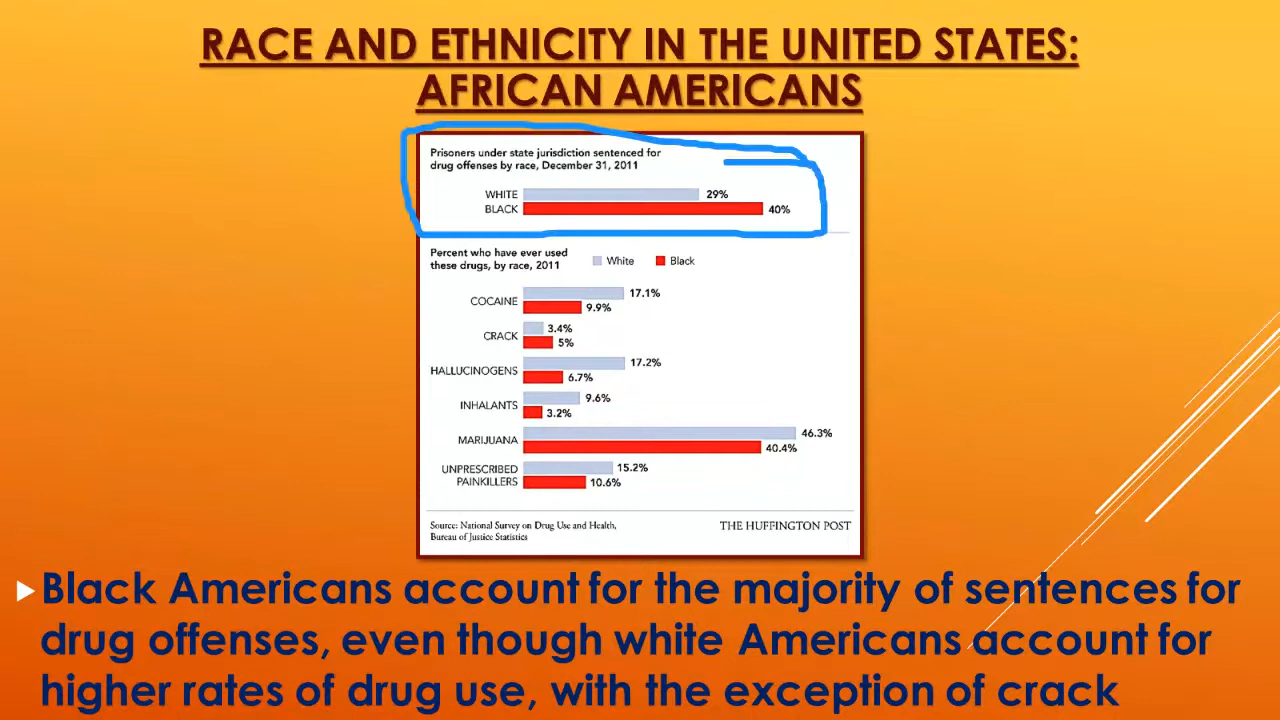 RACE AND ETHNICITY IN THE UNITED STATES:
AFRICAN AMERICANS
Prisoners under state jurisdiction sentenced for
drug offenses by race, December 31, 2011
WHITE 29%
BLACK 40%
Percent who have ever used
these drugs, by race, 2011
White Black
COCAINE 17.1%
9.9%
CRACK 3.4%
5%
HALLUCINOGENS 17.2%
6.7%
INHALANTS 9.6%
3.2%
MARIJUANA 46.3%
40.4%
UNPRESCRIBED
PAINKILLERS
15.2%
10.6%
Source: National Survey on Drug Use and Health,
Bureau of Justice Statistics
THE HUFFINGTON POST
Black Americans account for the majority of sentences for
drug offenses, even though white Americans account for
higher rates of drug use, with the exception of crack